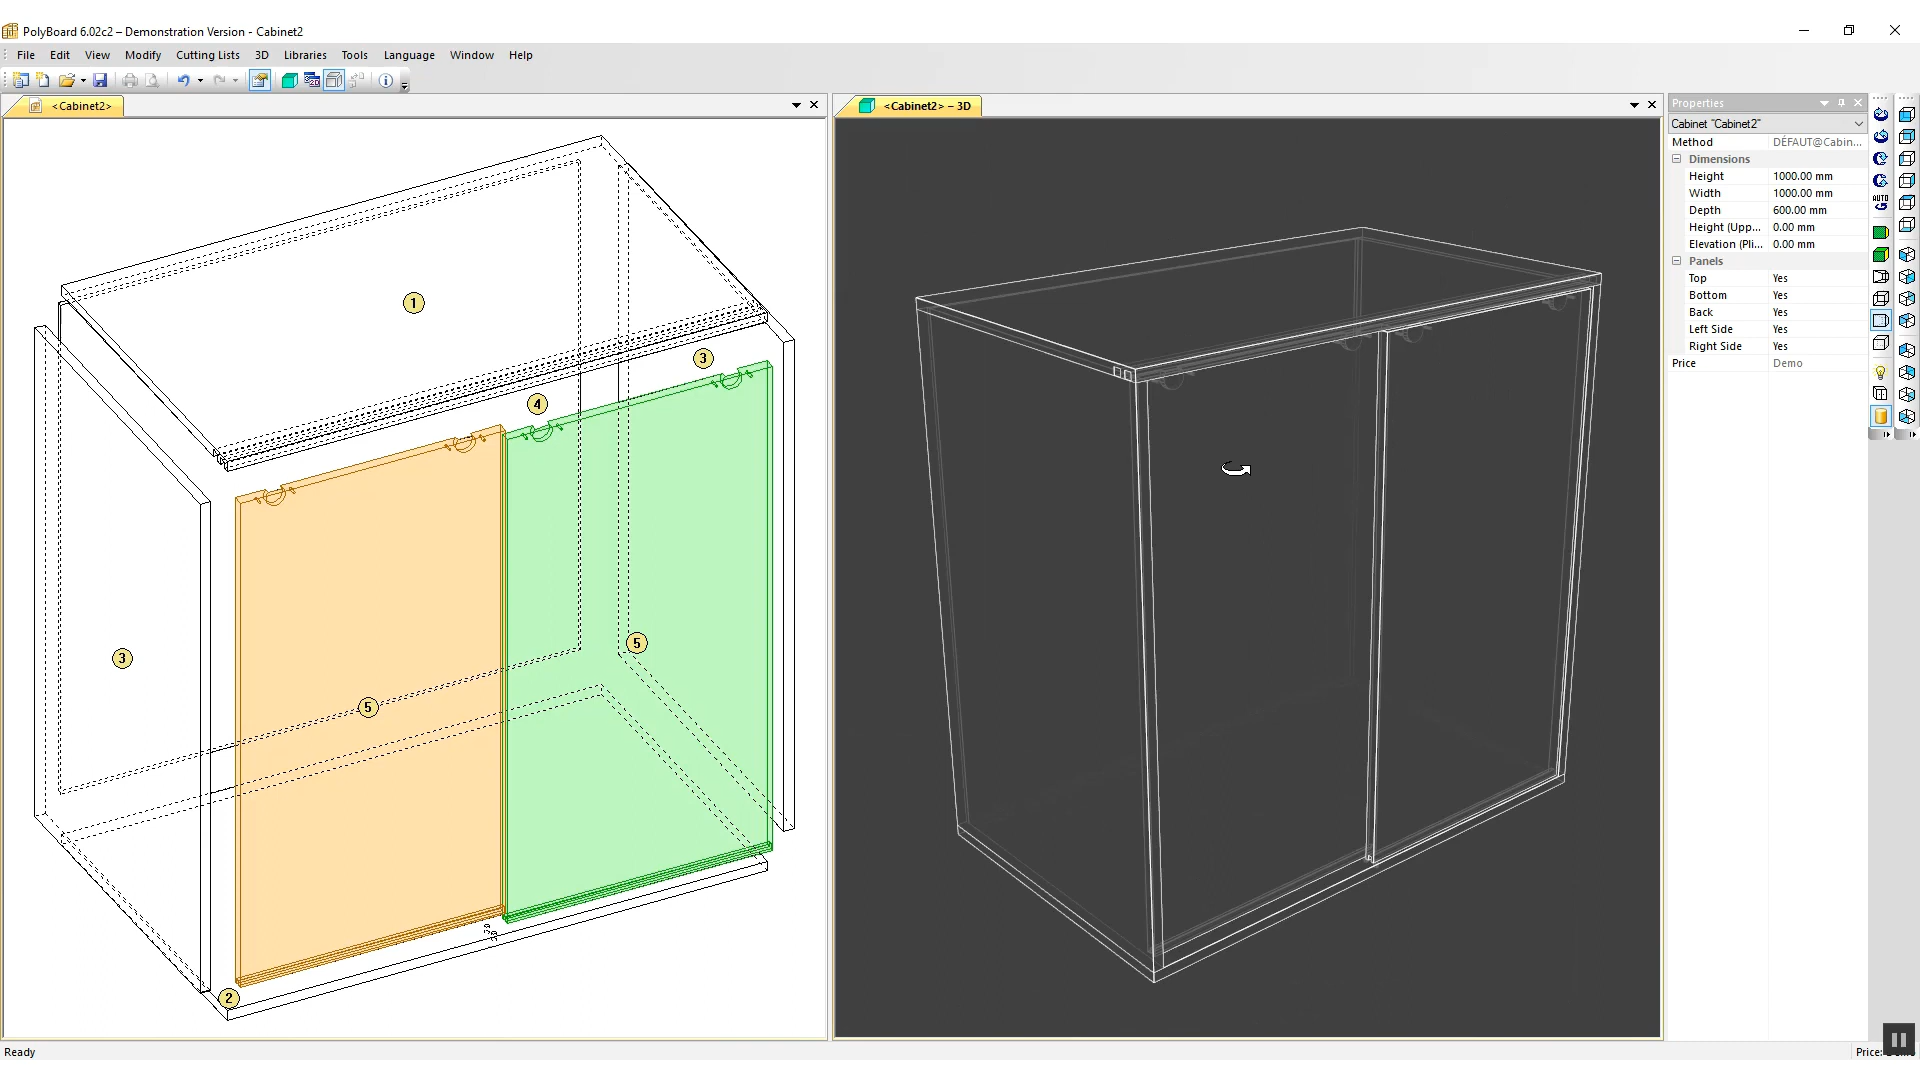 PolyBoard 6.02c2 – Demonstration Version - Cabinet2
File Edit View Modify Cutting Lists 3D Libraries Tools Language Window Help
<Cabinet2>
<Cabinet2> – 3D
Properties
Cabinet "Cabinet2"
Method DÉFAUT@Cabin...
Dimensions
Height 1000.00 mm
Width 1000.00 mm
Depth 600.00 mm
Height (Upp... 0.00 mm
Elevation (Pli... 0.00 mm
Panels
Top Yes
Bottom Yes
Back Yes
Left Side Yes
Right Side Yes
Price Demo
AUTO
1
3
4
3
5
5
2
Ready
Price: